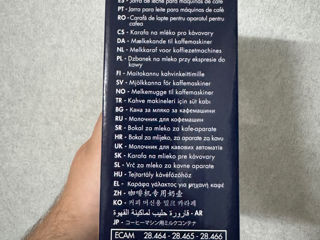 ES - Jarra de leche para máquinas de café
PT - Jarra para leite para máquinas de café
RO - Carafă de lapte pentru aparatul pentru
cafea
CS - Karafa na mléko pro kávovary
DA - Mælkekande til kaffemaskiner
NL - Melkkaraf voor koffiezetmachines
PL - Dzbanek na mleko przy ekspresie do
kawy
FI - Maitokannu kahvinkeittimille
SV - Mjölkkanna för kaffemaskiner
NO - Melkemugge til kaffemaskiner
TR - Kahve makineleri için süt kabı
BG - Кана за мляко за кафемашини
RU - Молочник для кофемашин
SR - Bokal za mleko za kafe-aparate
HR - Bokal za mlijeko, za aparate za kavu
UK - Молочник для кавових автоматів
SK - Karafa na mlieko pre kávovary
SL - Vrč za mleko za kavne aparate
HU - Tejtartály kávéfőzőhöz
EL - Καράφα γάλακτος για μηχανή καφέ
ZH - 咖啡机专用奶壶
KO - 커피 머신용 밀크 카라페
AR - قارورة حليب لماكينة القهوة
JP - コーヒーマシン用ミルクコンテナ
ECAM 28.464 - 28.465 - 28.466